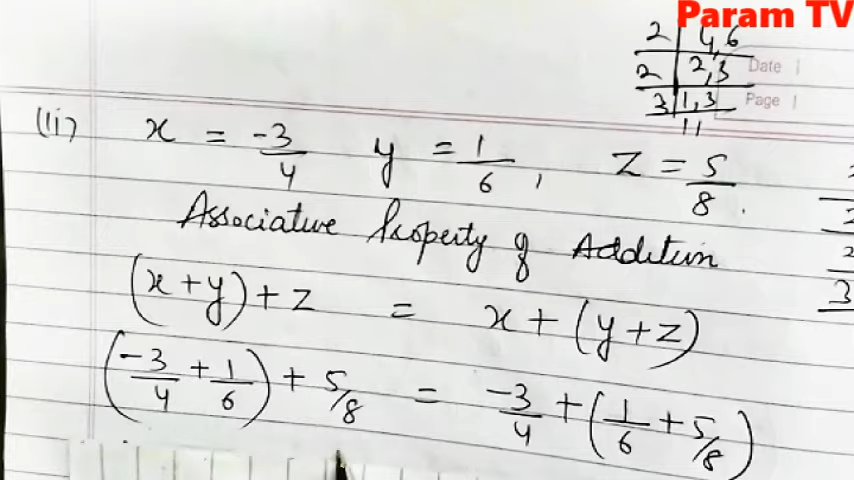 Param TV
2 | 4, 6
2 | 2, 3
3 | 1, 3
1 1
Date
Page
(ii) x = -3/4 y = 1/6, z = 5/8.
Associative Property of Addition
(x + y) + z = x + (y + z)
(-3/4 + 1/6) + 5/8 = -3/4 + (1/6 + 5/8)